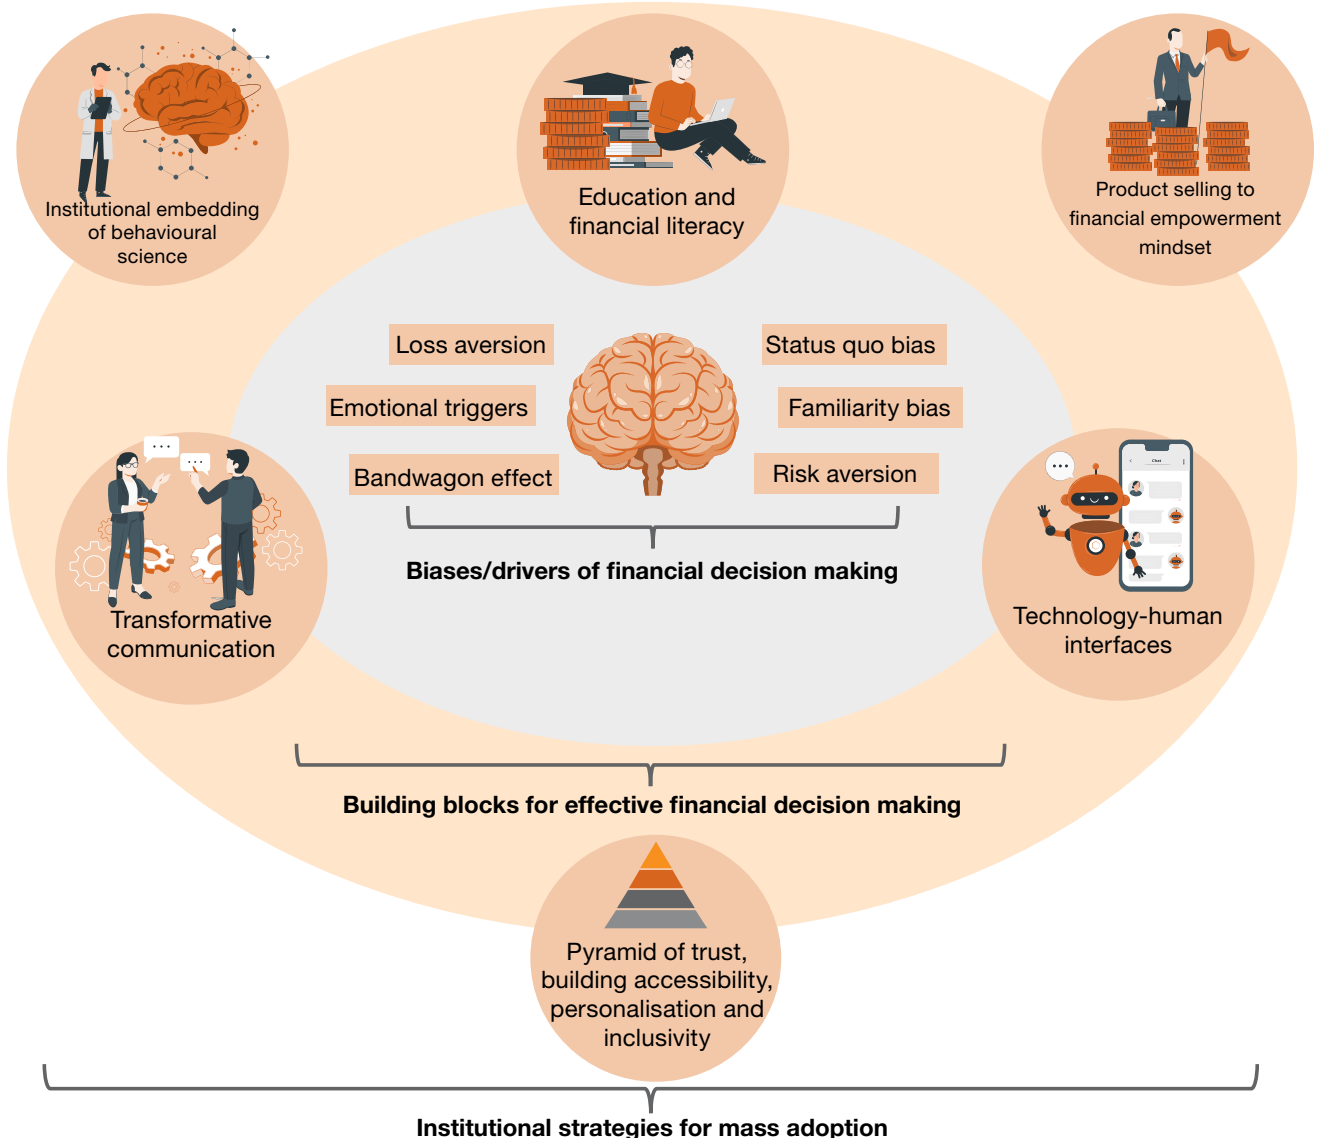 Institutional embedding
of behavioural
science
Education and
financial literacy
Product selling to
financial empowerment
mindset
Loss aversion
Status quo bias
Emotional triggers
Familiarity bias
Bandwagon effect
Risk aversion
Biases/drivers of financial decision making
Transformative
communication
Chat
Technology-human
interfaces
Building blocks for effective financial decision making
Pyramid of trust,
building accessibility,
personalisation and
inclusivity
Institutional strategies for mass adoption